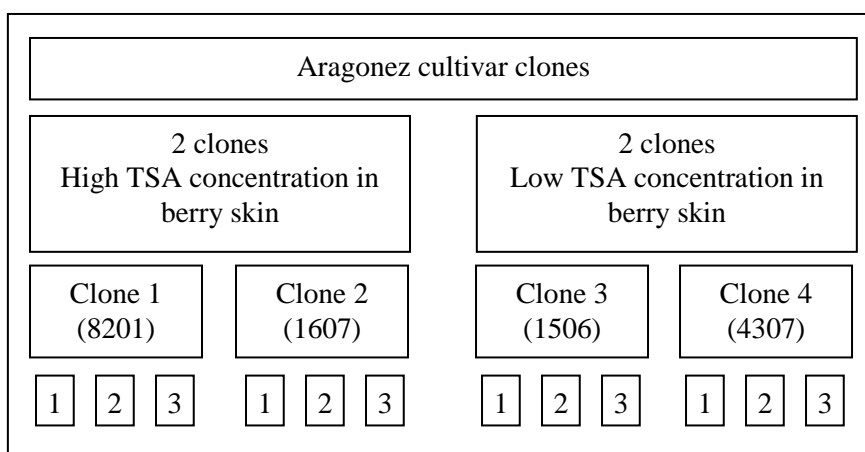 Aragonez cultivar clones
2 clones
High TSA concentration in
berry skin
2 clones
Low TSA concentration in
berry skin
Clone 1
(8201)
Clone 2
(1607)
Clone 3
(1506)
Clone 4
(4307)
1 2 3 1 2 3 1 2 3 1 2 3